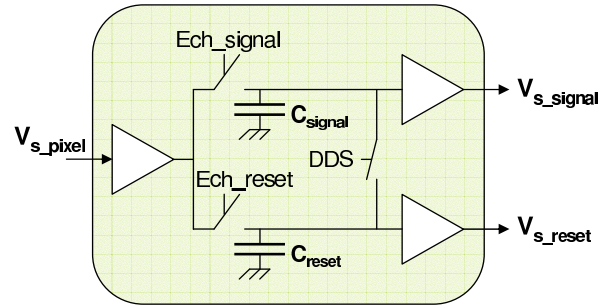 Ech_signal
V_s_signal
C_signal
V_s_pixel
DDS
Ech_reset
V_s_reset
C_reset